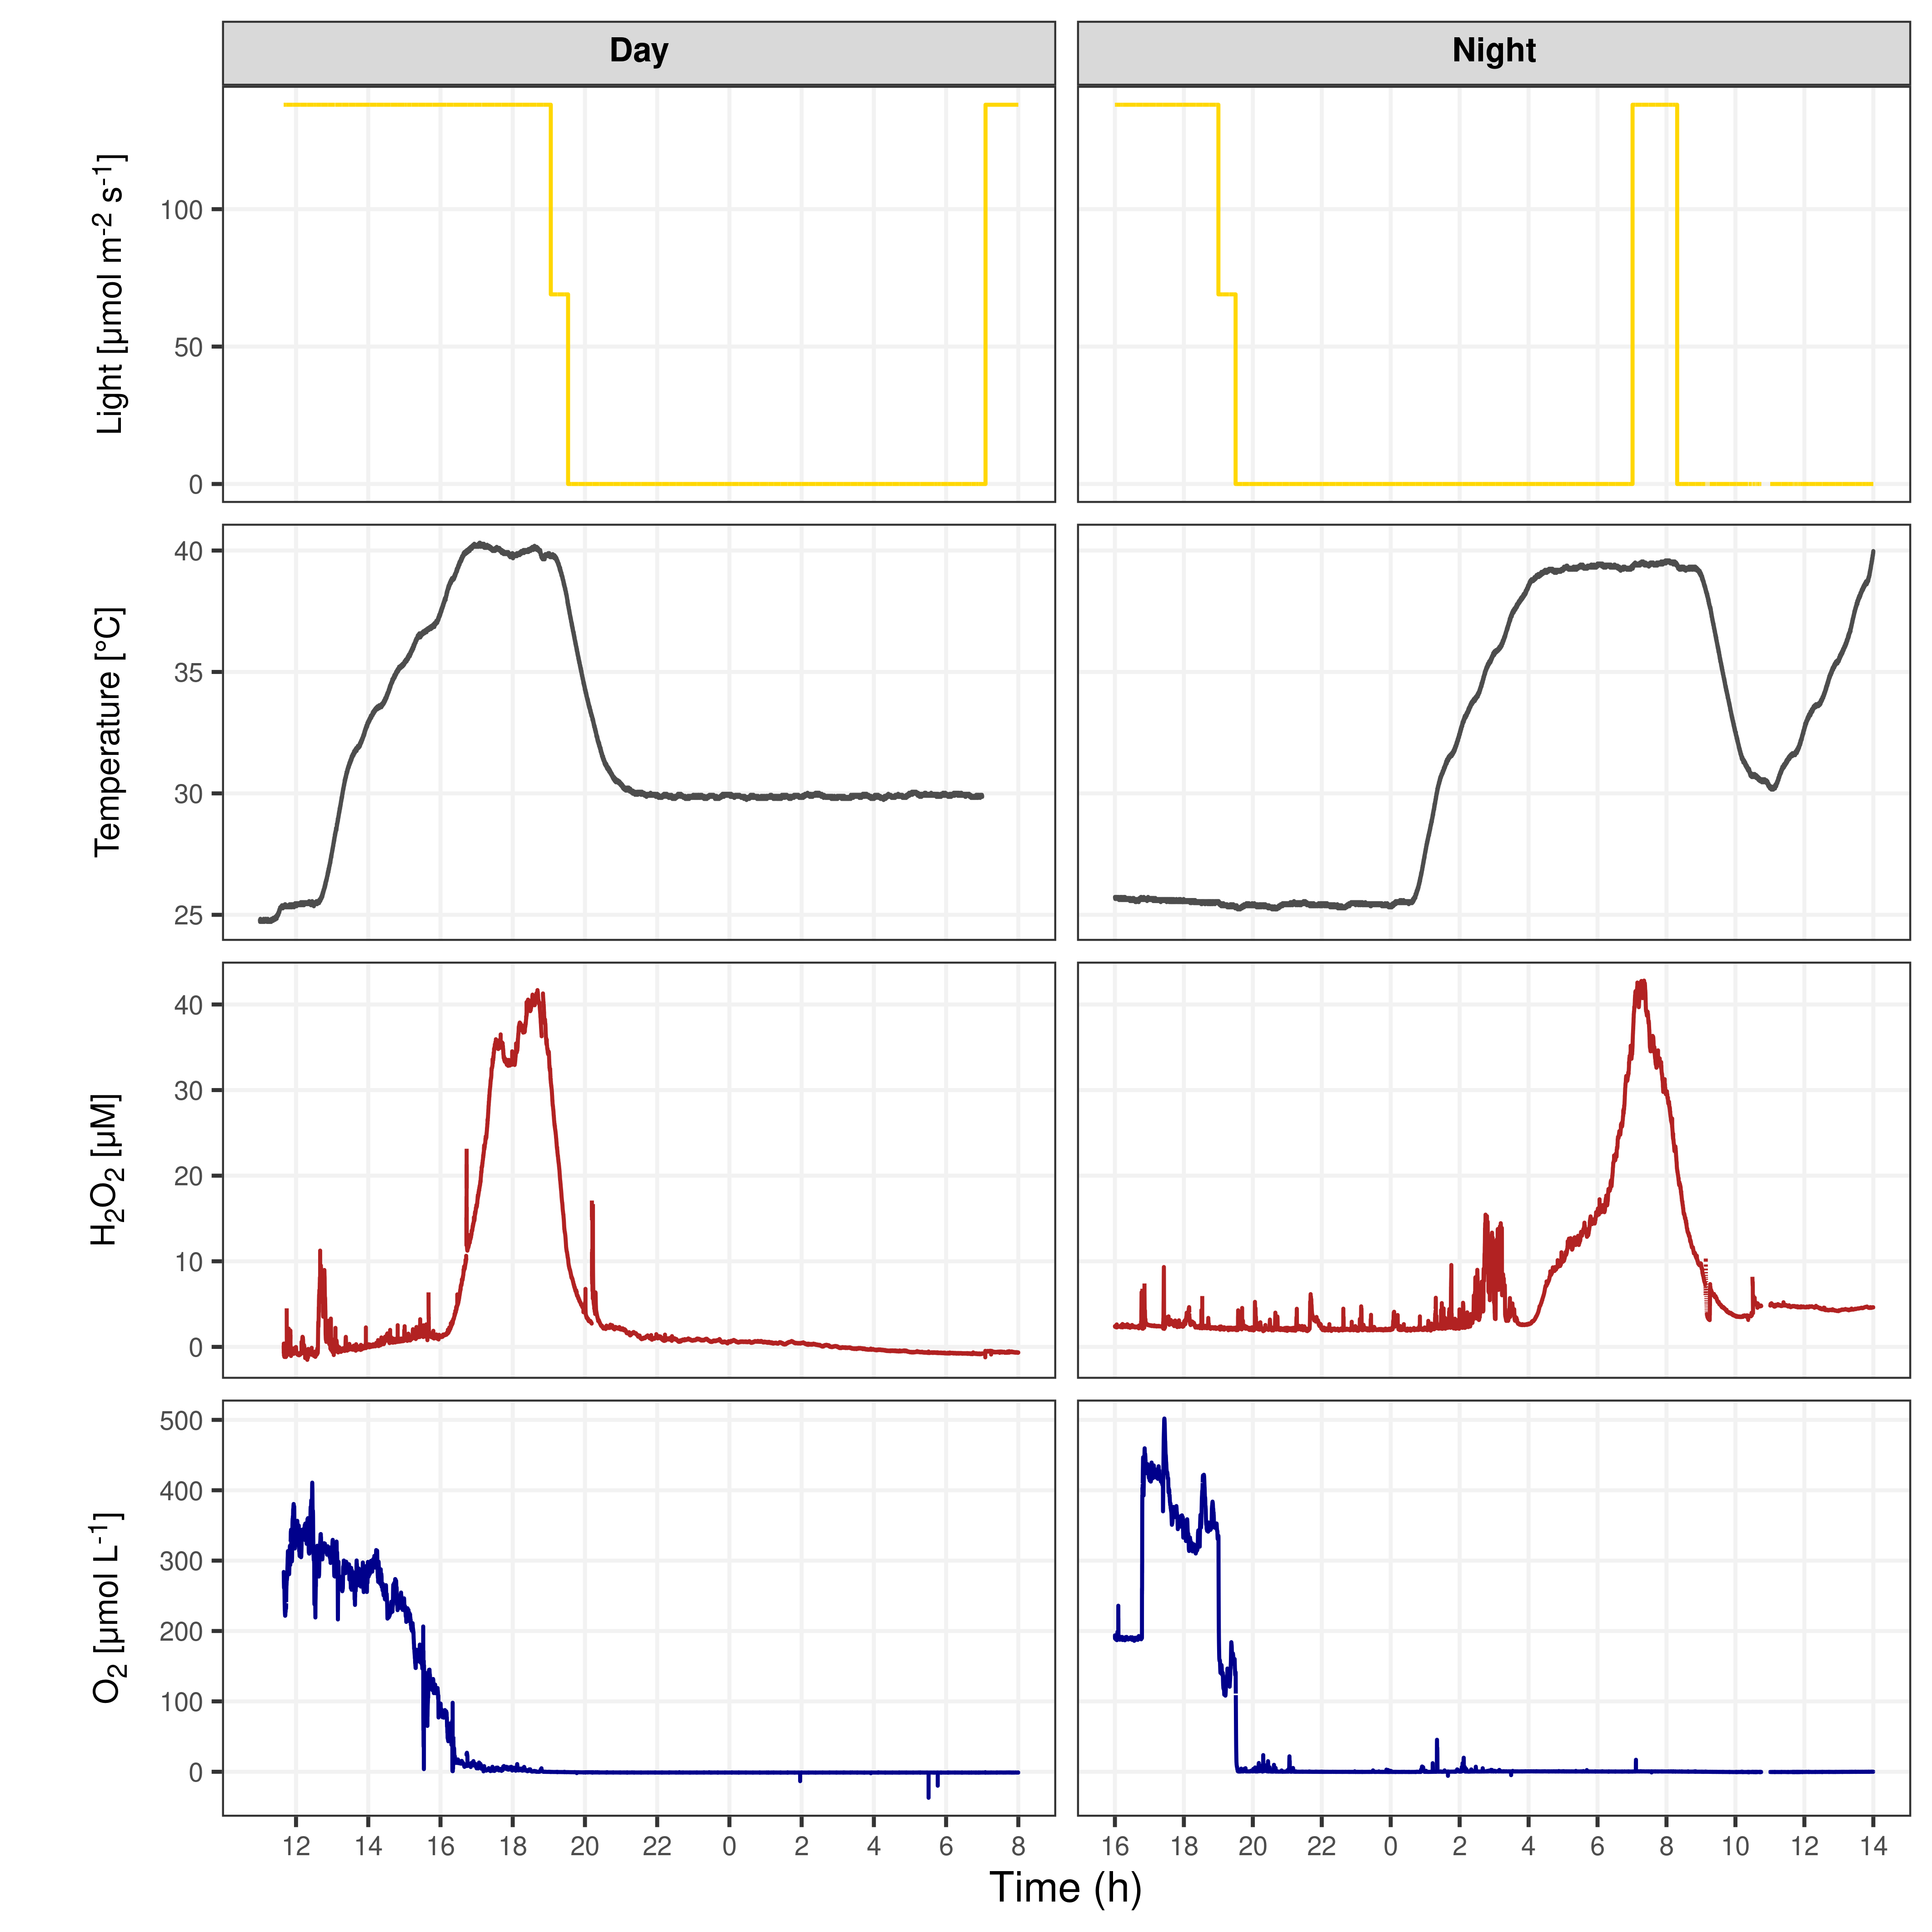 Day Night
Light [µmol m-2 s-1]
100
50
0
Temperature [°C]
40
35
30
25
H2O2 [µM]
40
30
20
10
0
O2 [µmol L-1]
500
400
300
200
100
0
12 14 16 18 20 22 0 2 4 6 8 16 18 20 22 0 2 4 6 8 10 12 14
Time (h)